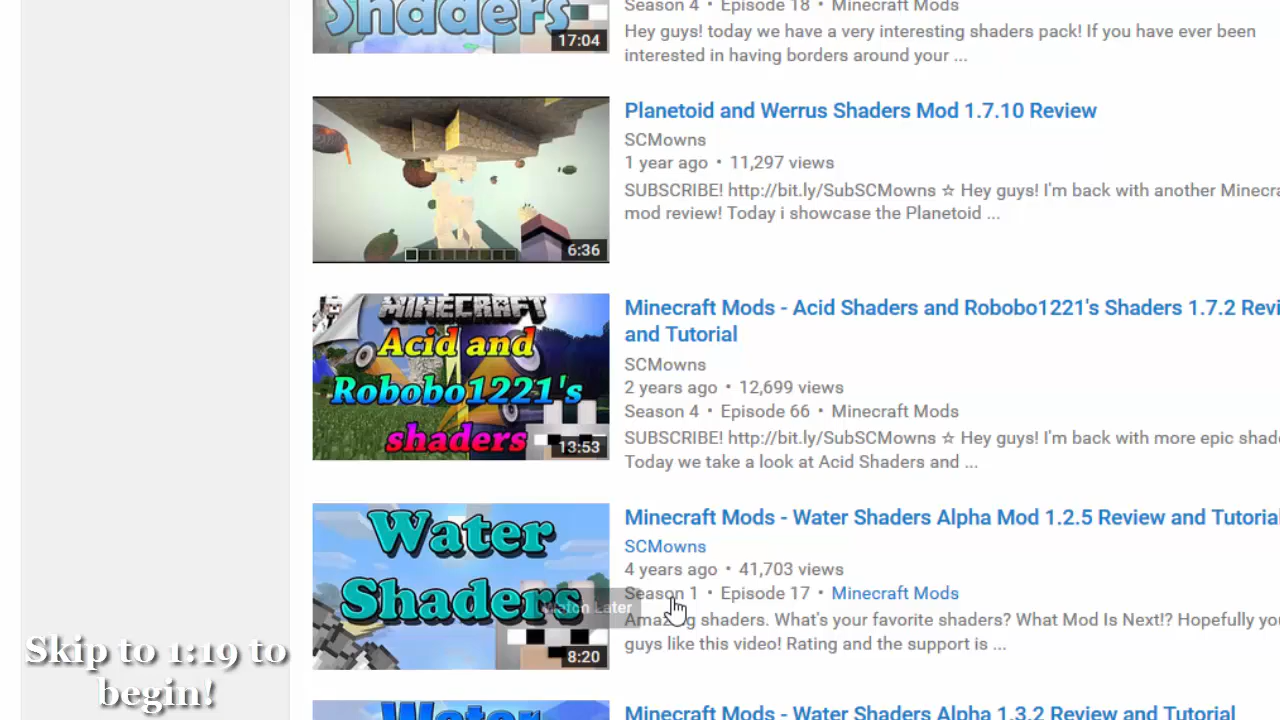 Shaders
17:04
Season 4 • Episode 18 • Minecraft Mods
Hey guys! today we have a very interesting shaders pack! If you have ever been
interested in having borders around your ...
6:36
Planetoid and Werrus Shaders Mod 1.7.10 Review
SCMowns
1 year ago • 11,297 views
SUBSCRIBE! http://bit.ly/SubSCMowns ☆ Hey guys! I'm back with another Minecra
mod review! Today i showcase the Planetoid ...
MINECRAFT
Acid and
Robobo1221's
shaders
13:53
Minecraft Mods - Acid Shaders and Robobo1221's Shaders 1.7.2 Revi
and Tutorial
SCMowns
2 years ago • 12,699 views
Season 4 • Episode 66 • Minecraft Mods
SUBSCRIBE! http://bit.ly/SubSCMowns ☆ Hey guys! I'm back with more epic shade
Today we take a look at Acid Shaders and ...
Water
Shaders
Watch Later
8:20
Minecraft Mods - Water Shaders Alpha Mod 1.2.5 Review and Tutorial
SCMowns
4 years ago • 41,703 views
Season 1 • Episode 17 • Minecraft Mods
Amazing shaders. What's your favorite shaders? What Mod Is Next!? Hopefully you
guys like this video! Rating and the support is ...
Skip to 1:19 to
begin!
Water
Minecraft Mods - Water Shaders Alpha 1.3.2 Review and Tutorial